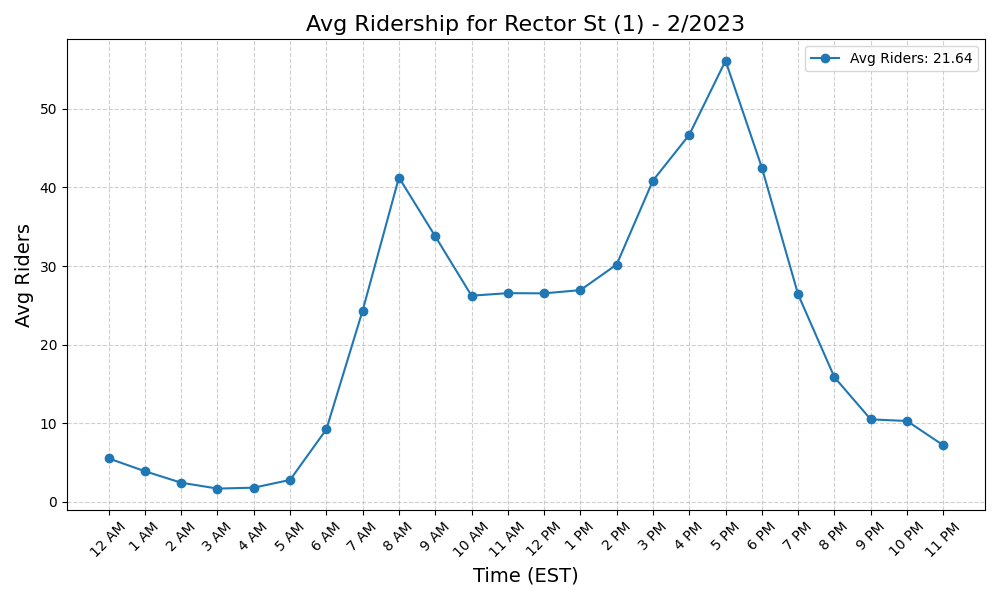 Avg Ridership for Rector St (1) - 2/2023
Avg Riders: 21.64
Avg Riders
50
40
30
20
10
0
12 AM
1 AM
2 AM
3 AM
4 AM
5 AM
6 AM
7 AM
8 AM
9 AM
10 AM
11 AM
12 PM
1 PM
2 PM
3 PM
4 PM
5 PM
6 PM
7 PM
8 PM
9 PM
10 PM
11 PM
Time (EST)